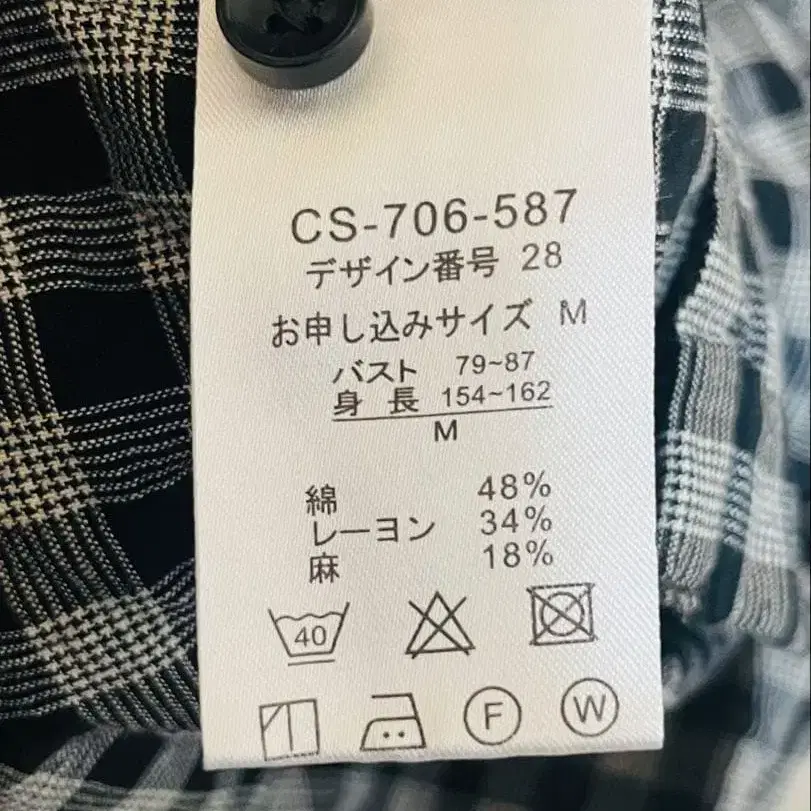 CS-706-587
デザイン番号 28
お申し込みサイズ M
バスト 79~87
身 長 154~162
M
綿 48%
レーヨン 34%
麻 18%
40
F W